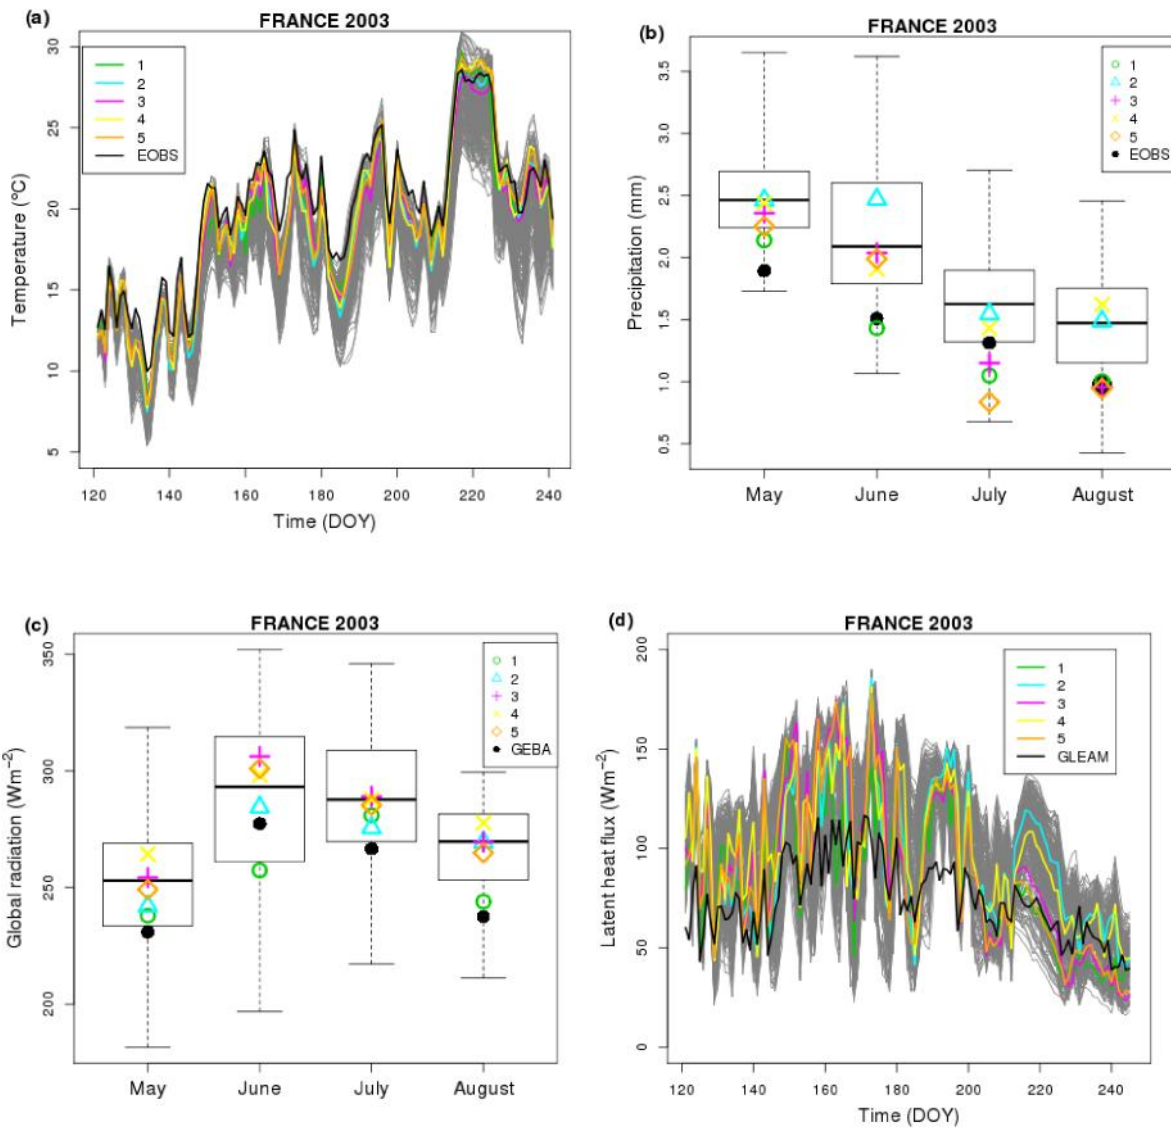 (a)
FRANCE 2003
1
2
3
4
5
EOBS
30
25
20
15
10
5
Temperature (ºC)
120 140 160 180 200 220 240
Time (DOY)
(b)
FRANCE 2003
1
2
3
4
5
EOBS
3.5
3.0
2.5
2.0
1.5
1.0
0.5
Precipitation (mm)
May June July August
(c)
FRANCE 2003
1
2
3
4
5
GEBA
350
300
250
200
Global radiation (Wm−2)
May June July August
(d)
FRANCE 2003
1
2
3
4
5
GLEAM
200
150
100
50
0
Latent heat flux (Wm−2)
120 140 160 180 200 220 240
Time (DOY)